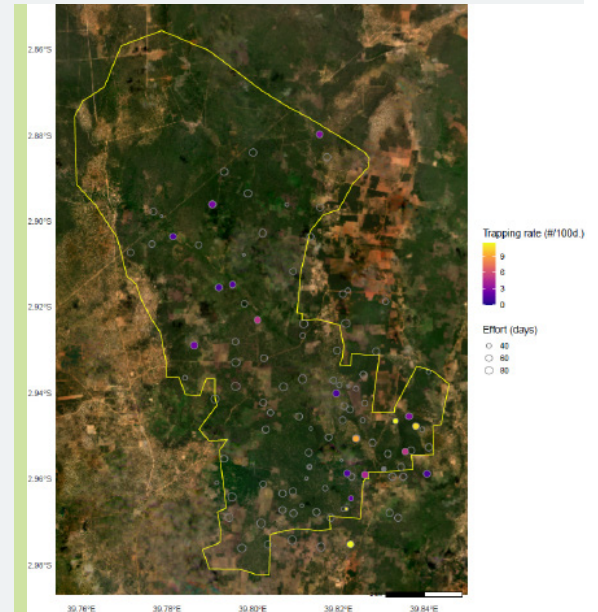 2.86°S
2.88°S
2.90°S
2.92°S
2.94°S
2.96°S
2.98°S
39.76°E
39.78°E
39.80°E
39.82°E
39.84°E
Trapping rate (#/100d.)
9
6
3
0
Effort (days)
40
60
80